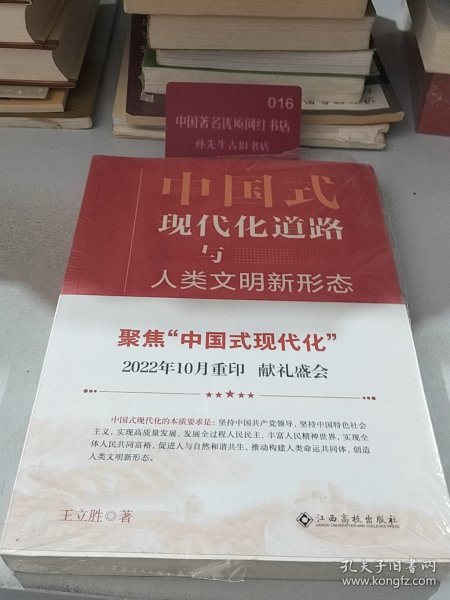 016
中国著名优质网红书店
孙先生古旧书店
中国式
现代化道路
与
人类文明新形态
聚焦“中国式现代化”
2022年10月重印 献礼盛会
中国式现代化的本质要求是：坚持中国共产党领导，坚持中国特色社会
主义，实现高质量发展，发展全过程人民民主，丰富人民精神世界，实现全
体人民共同富裕，促进人与自然和谐共生，推动构建人类命运共同体，创造
人类文明新形态。
王立胜◎著
江西高校出版社
JIANGXI UNIVERSITIES AND COLLEGES PRESS
孔夫子旧书网
www.kongfz.com